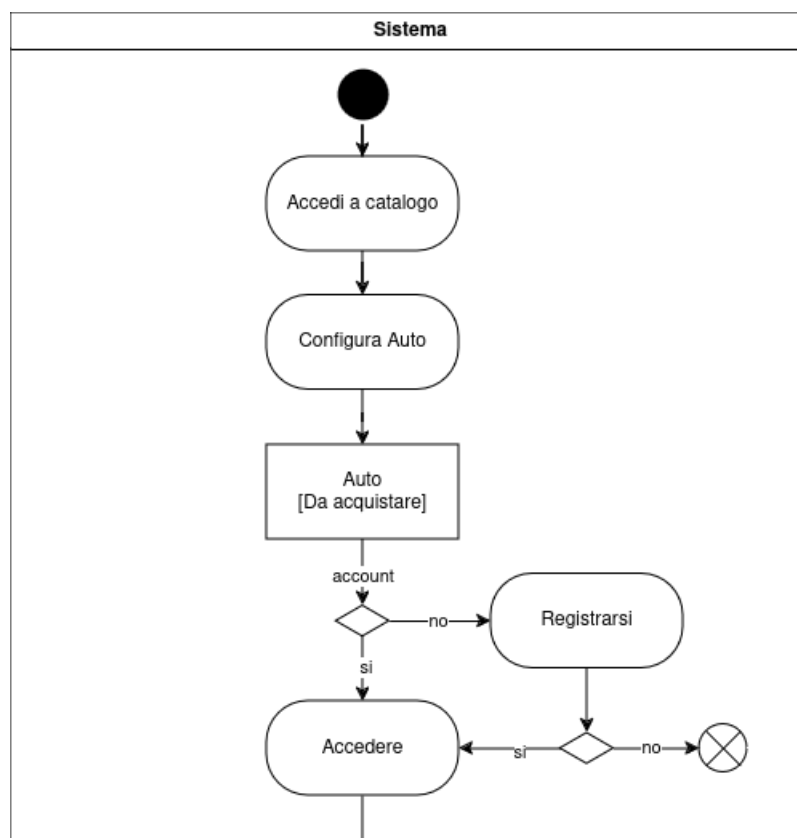 Sistema
Accedi a catalogo
Configura Auto
Auto
[Da acquistare]
account
no
Registrarsi
si
Accedere
si
no